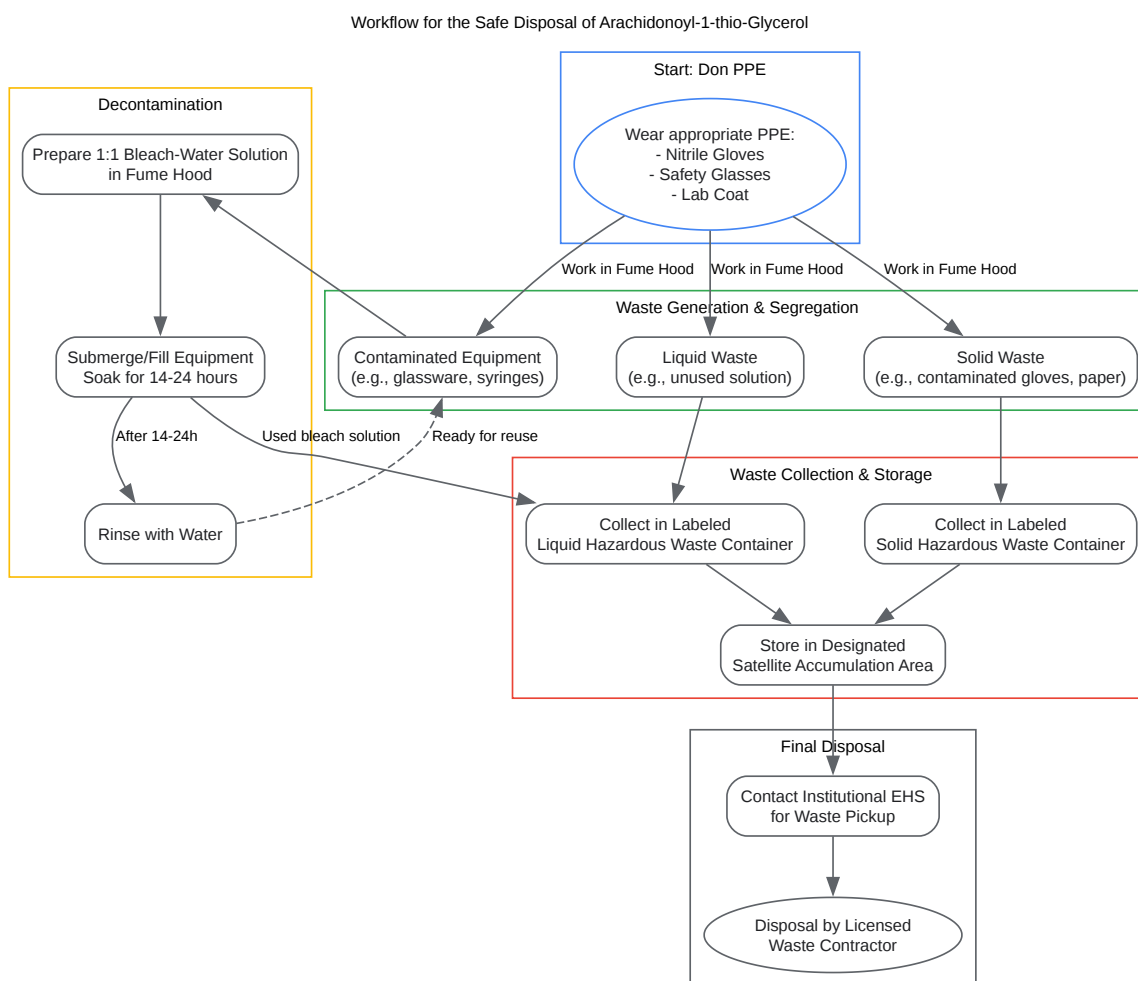 Workflow for the Safe Disposal of Arachidonoyl-1-thio-Glycerol
Start: Don PPE
Wear appropriate PPE:
- Nitrile Gloves
- Safety Glasses
- Lab Coat
Decontamination
Prepare 1:1 Bleach-Water Solution
in Fume Hood
Work in Fume Hood
Work in Fume Hood
Work in Fume Hood
Waste Generation & Segregation
Submerge/Fill Equipment
Soak for 14-24 hours
Contaminated Equipment
(e.g., glassware, syringes)
Liquid Waste
(e.g., unused solution)
Solid Waste
(e.g., contaminated gloves, paper)
After 14-24h
Used bleach solution
Ready for reuse
Waste Collection & Storage
Rinse with Water
Collect in Labeled
Liquid Hazardous Waste Container
Collect in Labeled
Solid Hazardous Waste Container
Store in Designated
Satellite Accumulation Area
Final Disposal
Contact Institutional EHS
for Waste Pickup
Disposal by Licensed
Waste Contractor